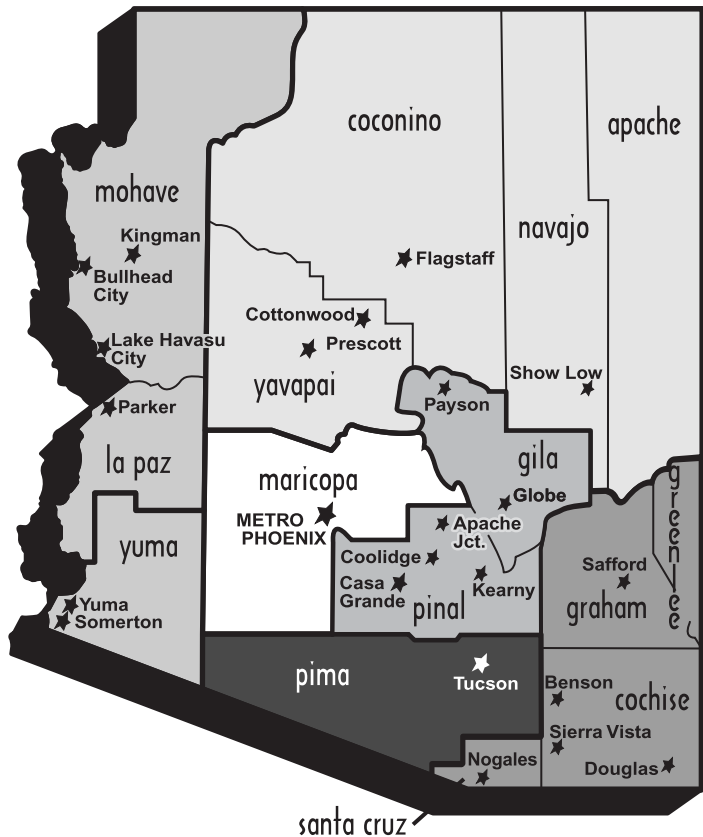 coconino
apache
mohave
navajo
Kingman
Flagstaff
Bullhead
City
Cottonwood
Prescott
Lake Havasu
City
Show Low
yavapai
Payson
Parker
la paz
gila
maricopa
greenlee
Globe
METRO
PHOENIX
Apache
Jct.
yuma
Coolidge
Safford
Casa
Grande
Kearny
pinal
graham
Yuma
Somerton
pima
Tucson
Benson
cochise
Sierra Vista
Nogales
Douglas
santa cruz